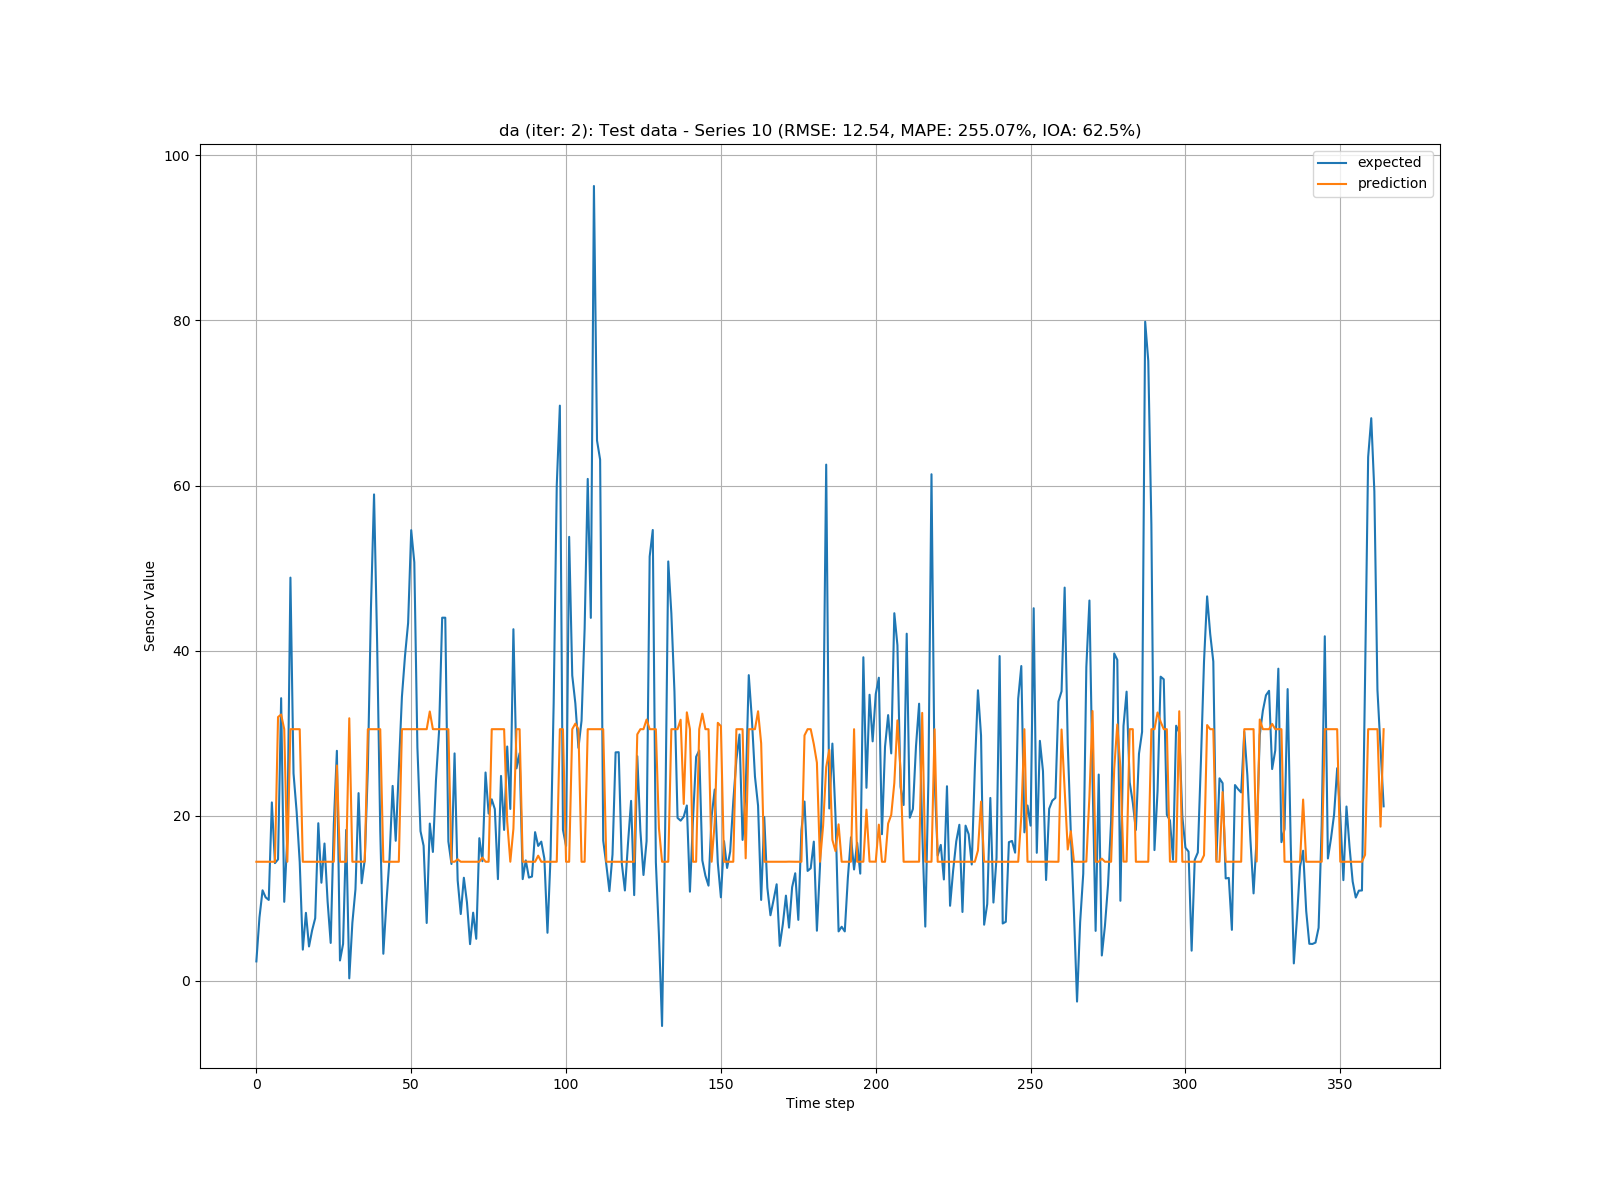 da (iter: 2): Test data - Series 10 (RMSE: 12.54, MAPE: 255.07%, IOA: 62.5%)
expected
prediction
100
80
60
40
20
0
Sensor Value
0 50 100 150 200 250 300 350
Time step